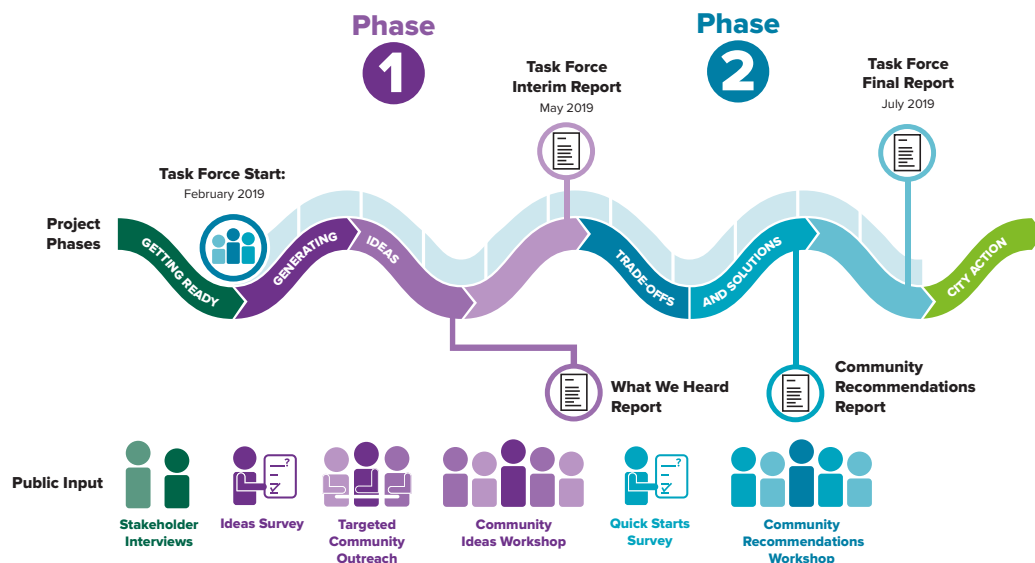 Phase
1
Phase
2
Task Force
Interim Report
May 2019
Task Force
Final Report
July 2019
Task Force Start:
February 2019
Project
Phases
GETTING READY
GENERATING
IDEAS
TRADE-OFFS
AND SOLUTIONS
CITY ACTION
What We Heard
Report
Community
Recommendations
Report
Public Input
?
?
Stakeholder
Interviews
Ideas Survey
Targeted
Community
Outreach
Community
Ideas Workshop
Quick Starts
Survey
Community
Recommendations
Workshop